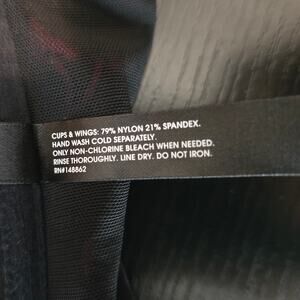 CUPS & WINGS: 79% NYLON 21% SPANDEX.
HAND WASH COLD SEPARATELY.
ONLY NON-CHLORINE BLEACH WHEN NEEDED.
RINSE THOROUGHLY. LINE DRY. DO NOT IRON.
RN#148862